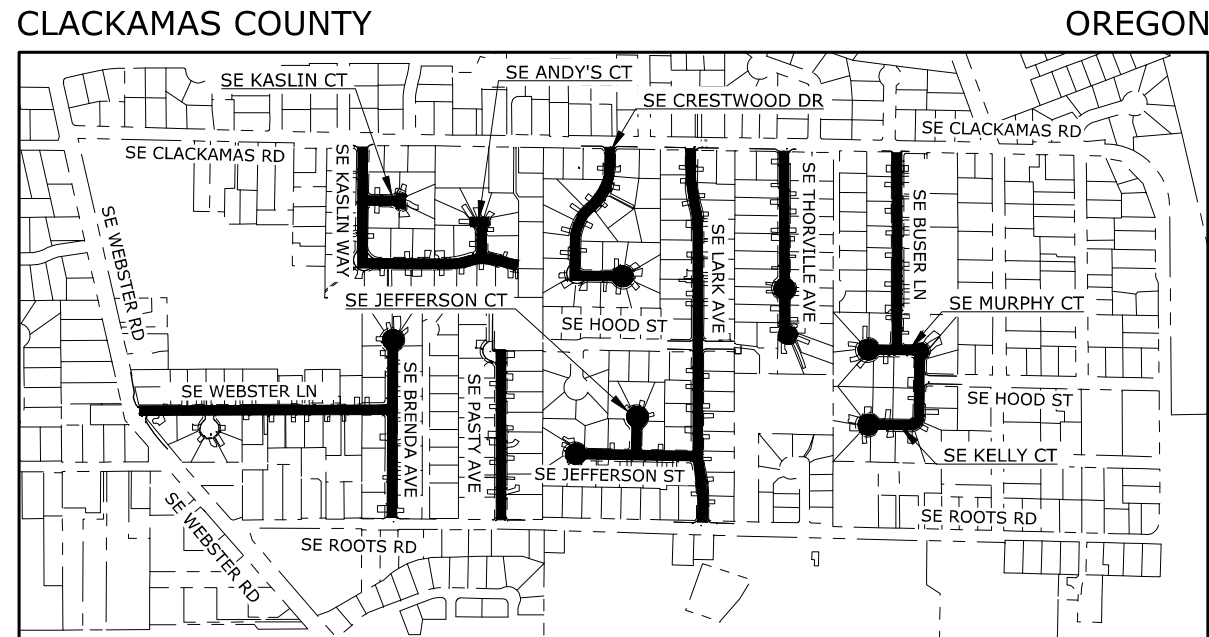 CLACKAMAS COUNTY
OREGON
SE KASLIN CT
SE ANDY'S CT
SE CRESTWOOD DR
SE CLACKAMAS RD
SE CLACKAMAS RD
SE KASLIN WAY
SE WEBSTER RD
SE LARK AVE
SE THORVILLE AVE
SE BUSER LN
SE JEFFERSON CT
SE HOOD ST
SE MURPHY CT
SE WEBSTER LN
SE BRENDA AVE
SE PASTY AVE
SE HOOD ST
SE KELLY CT
SE JEFFERSON ST
SE WEBSTER RD
SE ROOTS RD
SE ROOTS RD